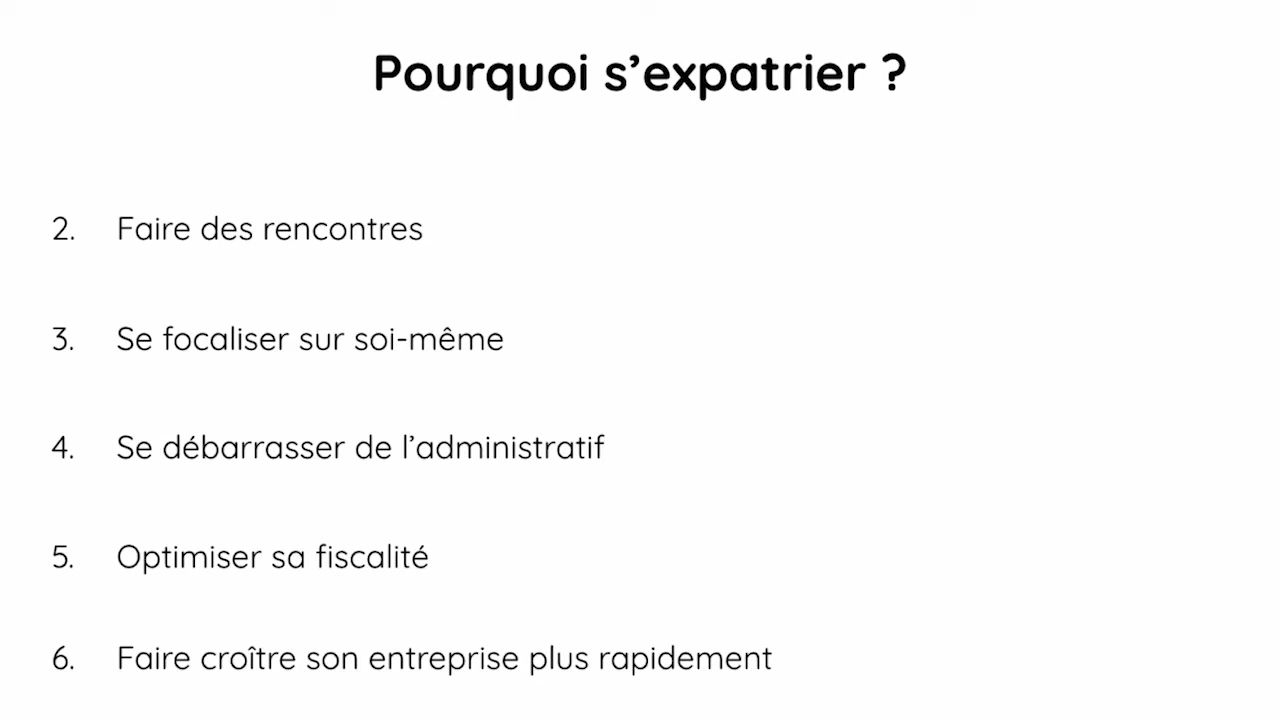 Pourquoi s’expatrier ?
2. Faire des rencontres
3. Se focaliser sur soi-même
4. Se débarrasser de l’administratif
5. Optimiser sa fiscalité
6. Faire croître son entreprise plus rapidement